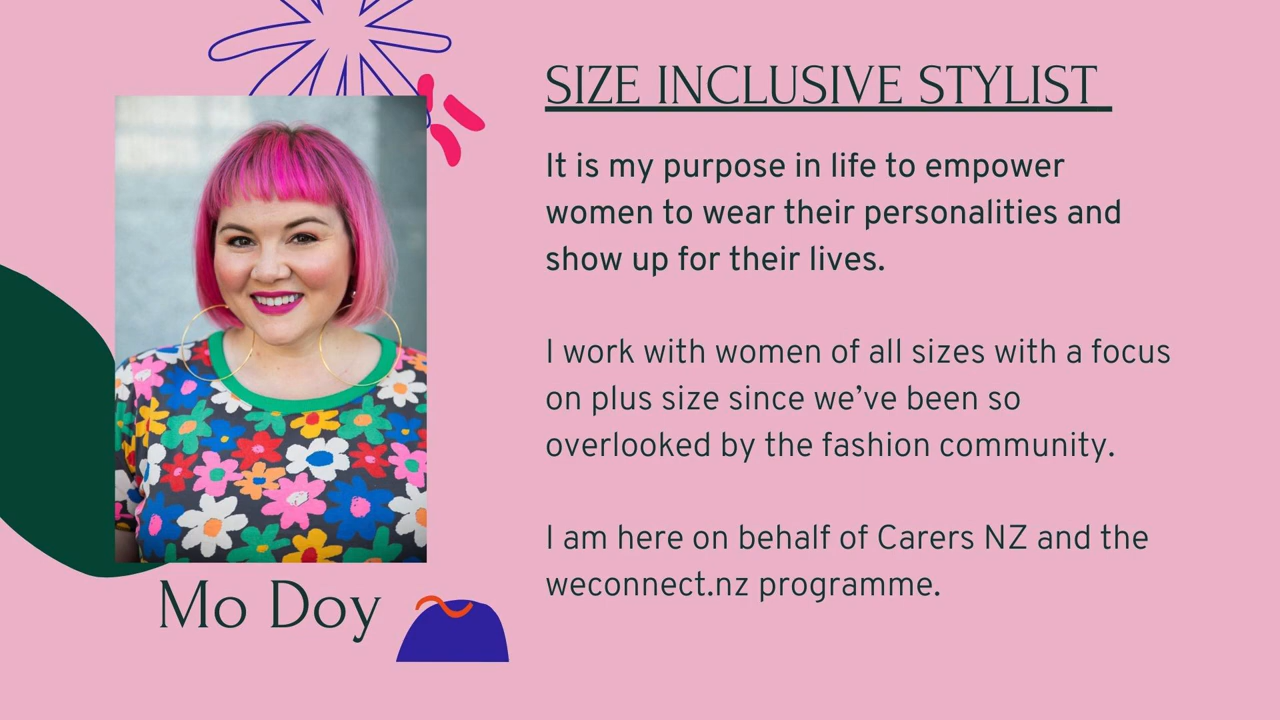 SIZE INCLUSIVE STYLIST
It is my purpose in life to empower
women to wear their personalities and
show up for their lives.
I work with women of all sizes with a focus
on plus size since we’ve been so
overlooked by the fashion community.
I am here on behalf of Carers NZ and the
weconnect.nz programme.
Mo Doy